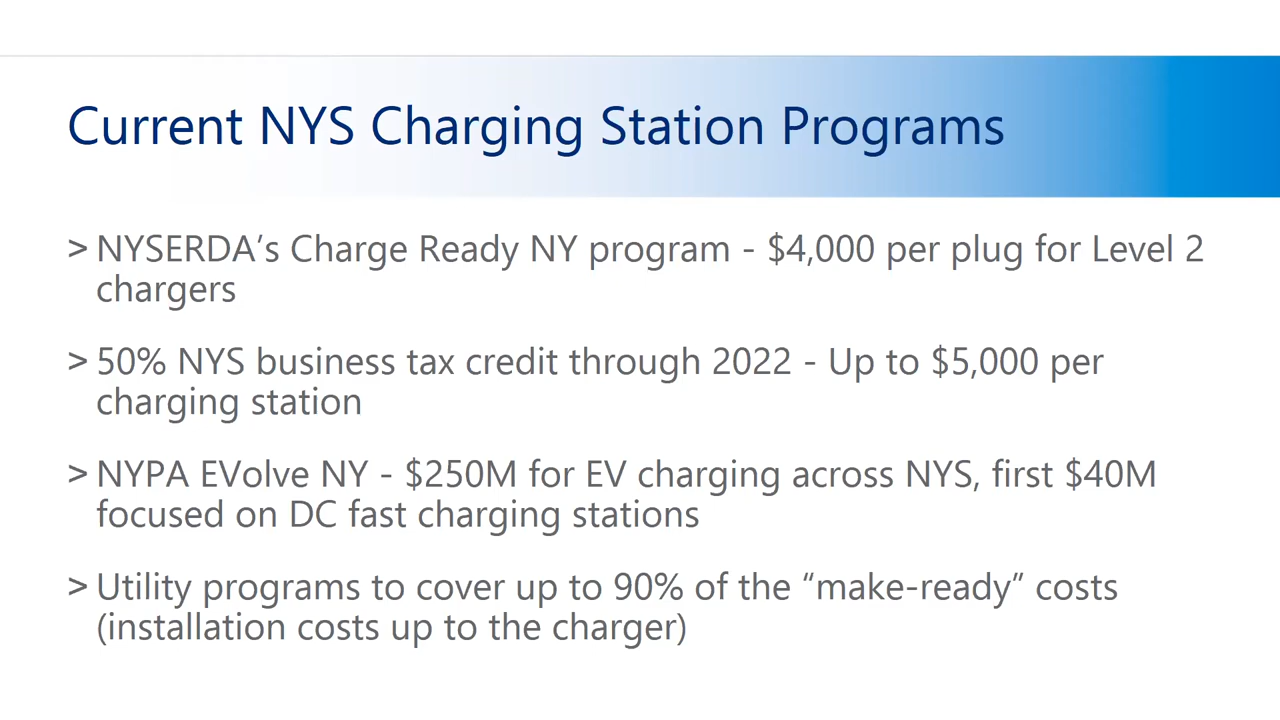 Current NYS Charging Station Programs
> NYSERDA’s Charge Ready NY program - $4,000 per plug for Level 2
chargers
> 50% NYS business tax credit through 2022 - Up to $5,000 per
charging station
> NYPA EVolve NY - $250M for EV charging across NYS, first $40M
focused on DC fast charging stations
> Utility programs to cover up to 90% of the “make-ready” costs
(installation costs up to the charger)